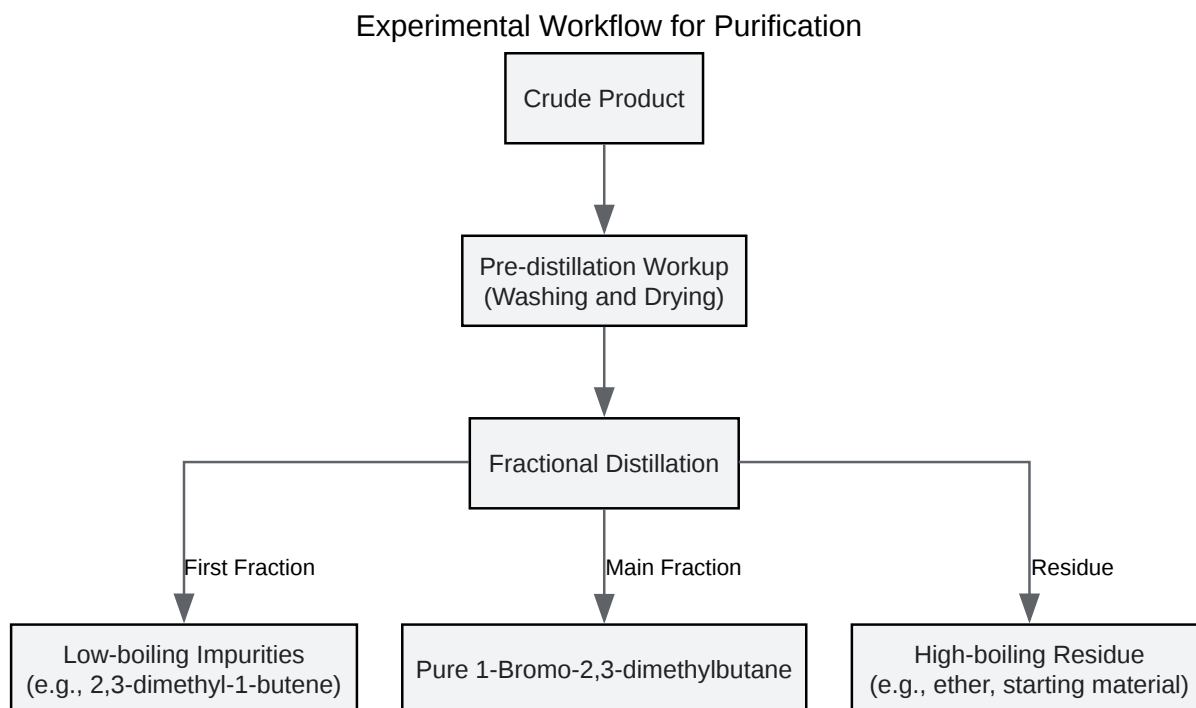 Experimental Workflow for Purification
Crude Product
Pre-distillation Workup
(Washing and Drying)
Fractional Distillation
First Fraction
Main Fraction
Residue
Low-boiling Impurities
(e.g., 2,3-dimethyl-1-butene)
Pure 1-Bromo-2,3-dimethylbutane
High-boiling Residue
(e.g., ether, starting material)